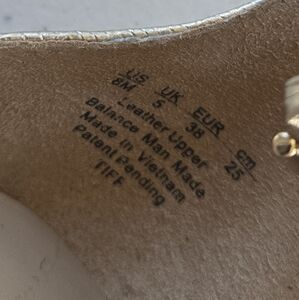 US UK EUR cm
8M 5 38 25
Leather Upper
Balance Man Made
Made in Vietnam
Patent Pending
TIFF